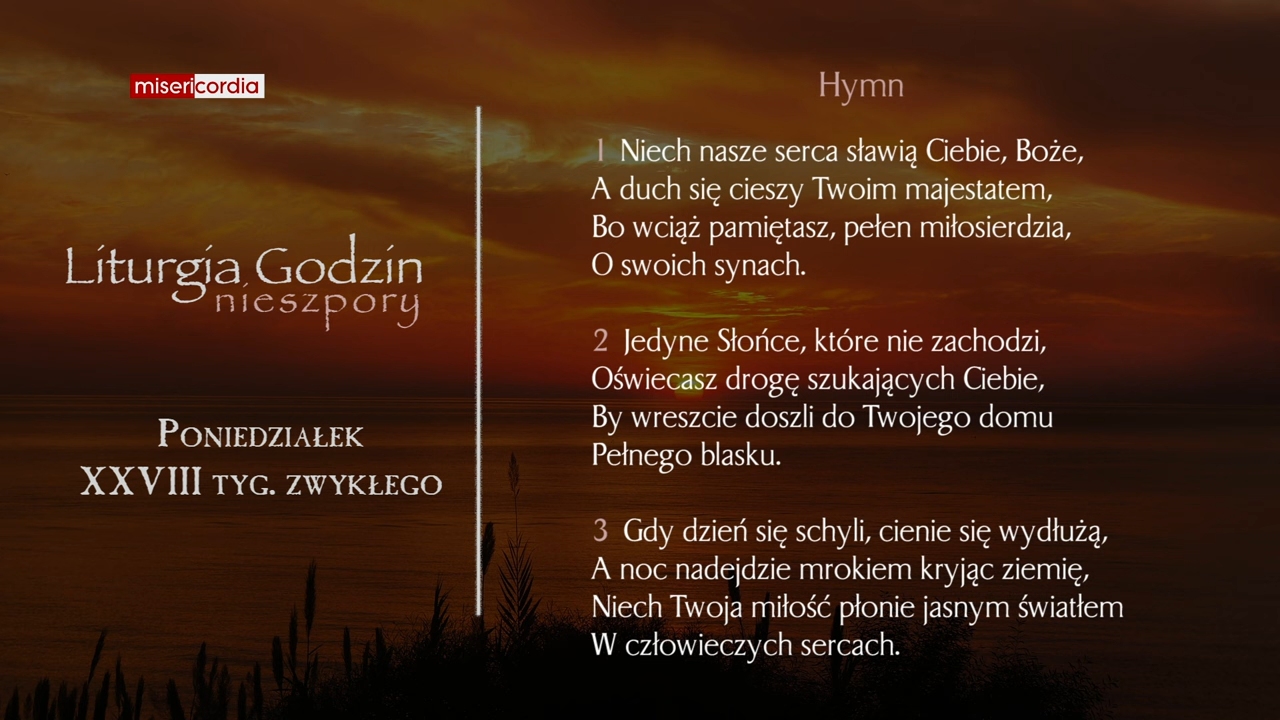 misericordia
Liturgia Godzin
nieszpory
Poniedziałek
XXVIII tyg. zwykłego
Hymn
1 Niech nasze serca sławią Ciebie, Boże,
A duch się cieszy Twoim majestatem,
Bo wciąż pamiętasz, pełen miłosierdzia,
O swoich synach.
2 Jedyne Słońce, które nie zachodzi,
Oświecasz drogę szukających Ciebie,
By wreszcie doszli do Twojego domu
Pełnego blasku.
3 Gdy dzień się schyli, cienie się wydłużą,
A noc nadejdzie mrokiem kryjąc ziemię,
Niech Twoja miłość płonie jasnym światłem
W człowieczych sercach.